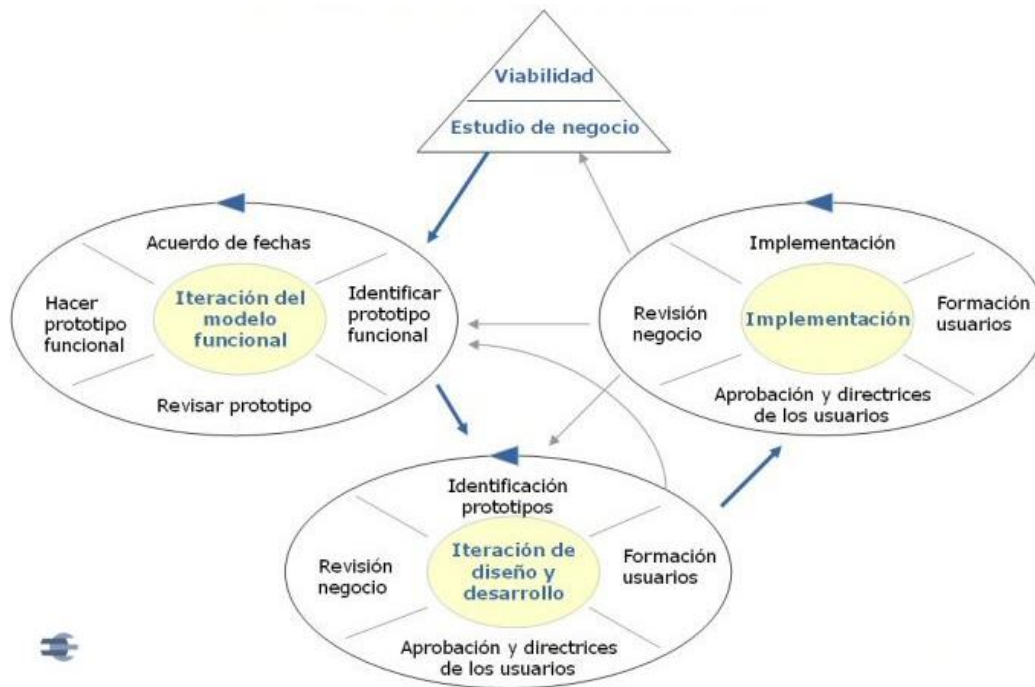 Viabilidad
Estudio de negocio
Acuerdo de fechas
Hacer
prototipo
funcional
Iteración del
modelo
funcional
Identificar
prototipo
funcional
Revisar prototipo
Implementación
Revisión
negocio
Implementación
Formación
usuarios
Aprobación y directrices
de los usuarios
Identificación
prototipos
Revisión
negocio
Iteración de
diseño y
desarrollo
Formación
usuarios
Aprobación y directrices
de los usuarios